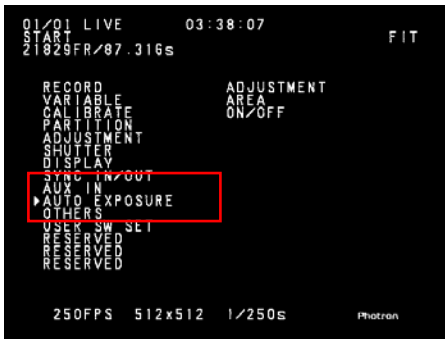 01/01 LIVE 03:38:07
START FIT
21829FR/87.316s
RECORD ADJUSTMENT
VARIABLE AREA
CALIBRATE ON/OFF
PARTITION
ADJUSTMENT
SHUTTER
DISPLAY
SYNC IN/OUT
AUX IN
▶AUTO EXPOSURE
OTHERS
USER SW SET
RESERVED
RESERVED
RESERVED
250FPS 512x512 1/250s Photron